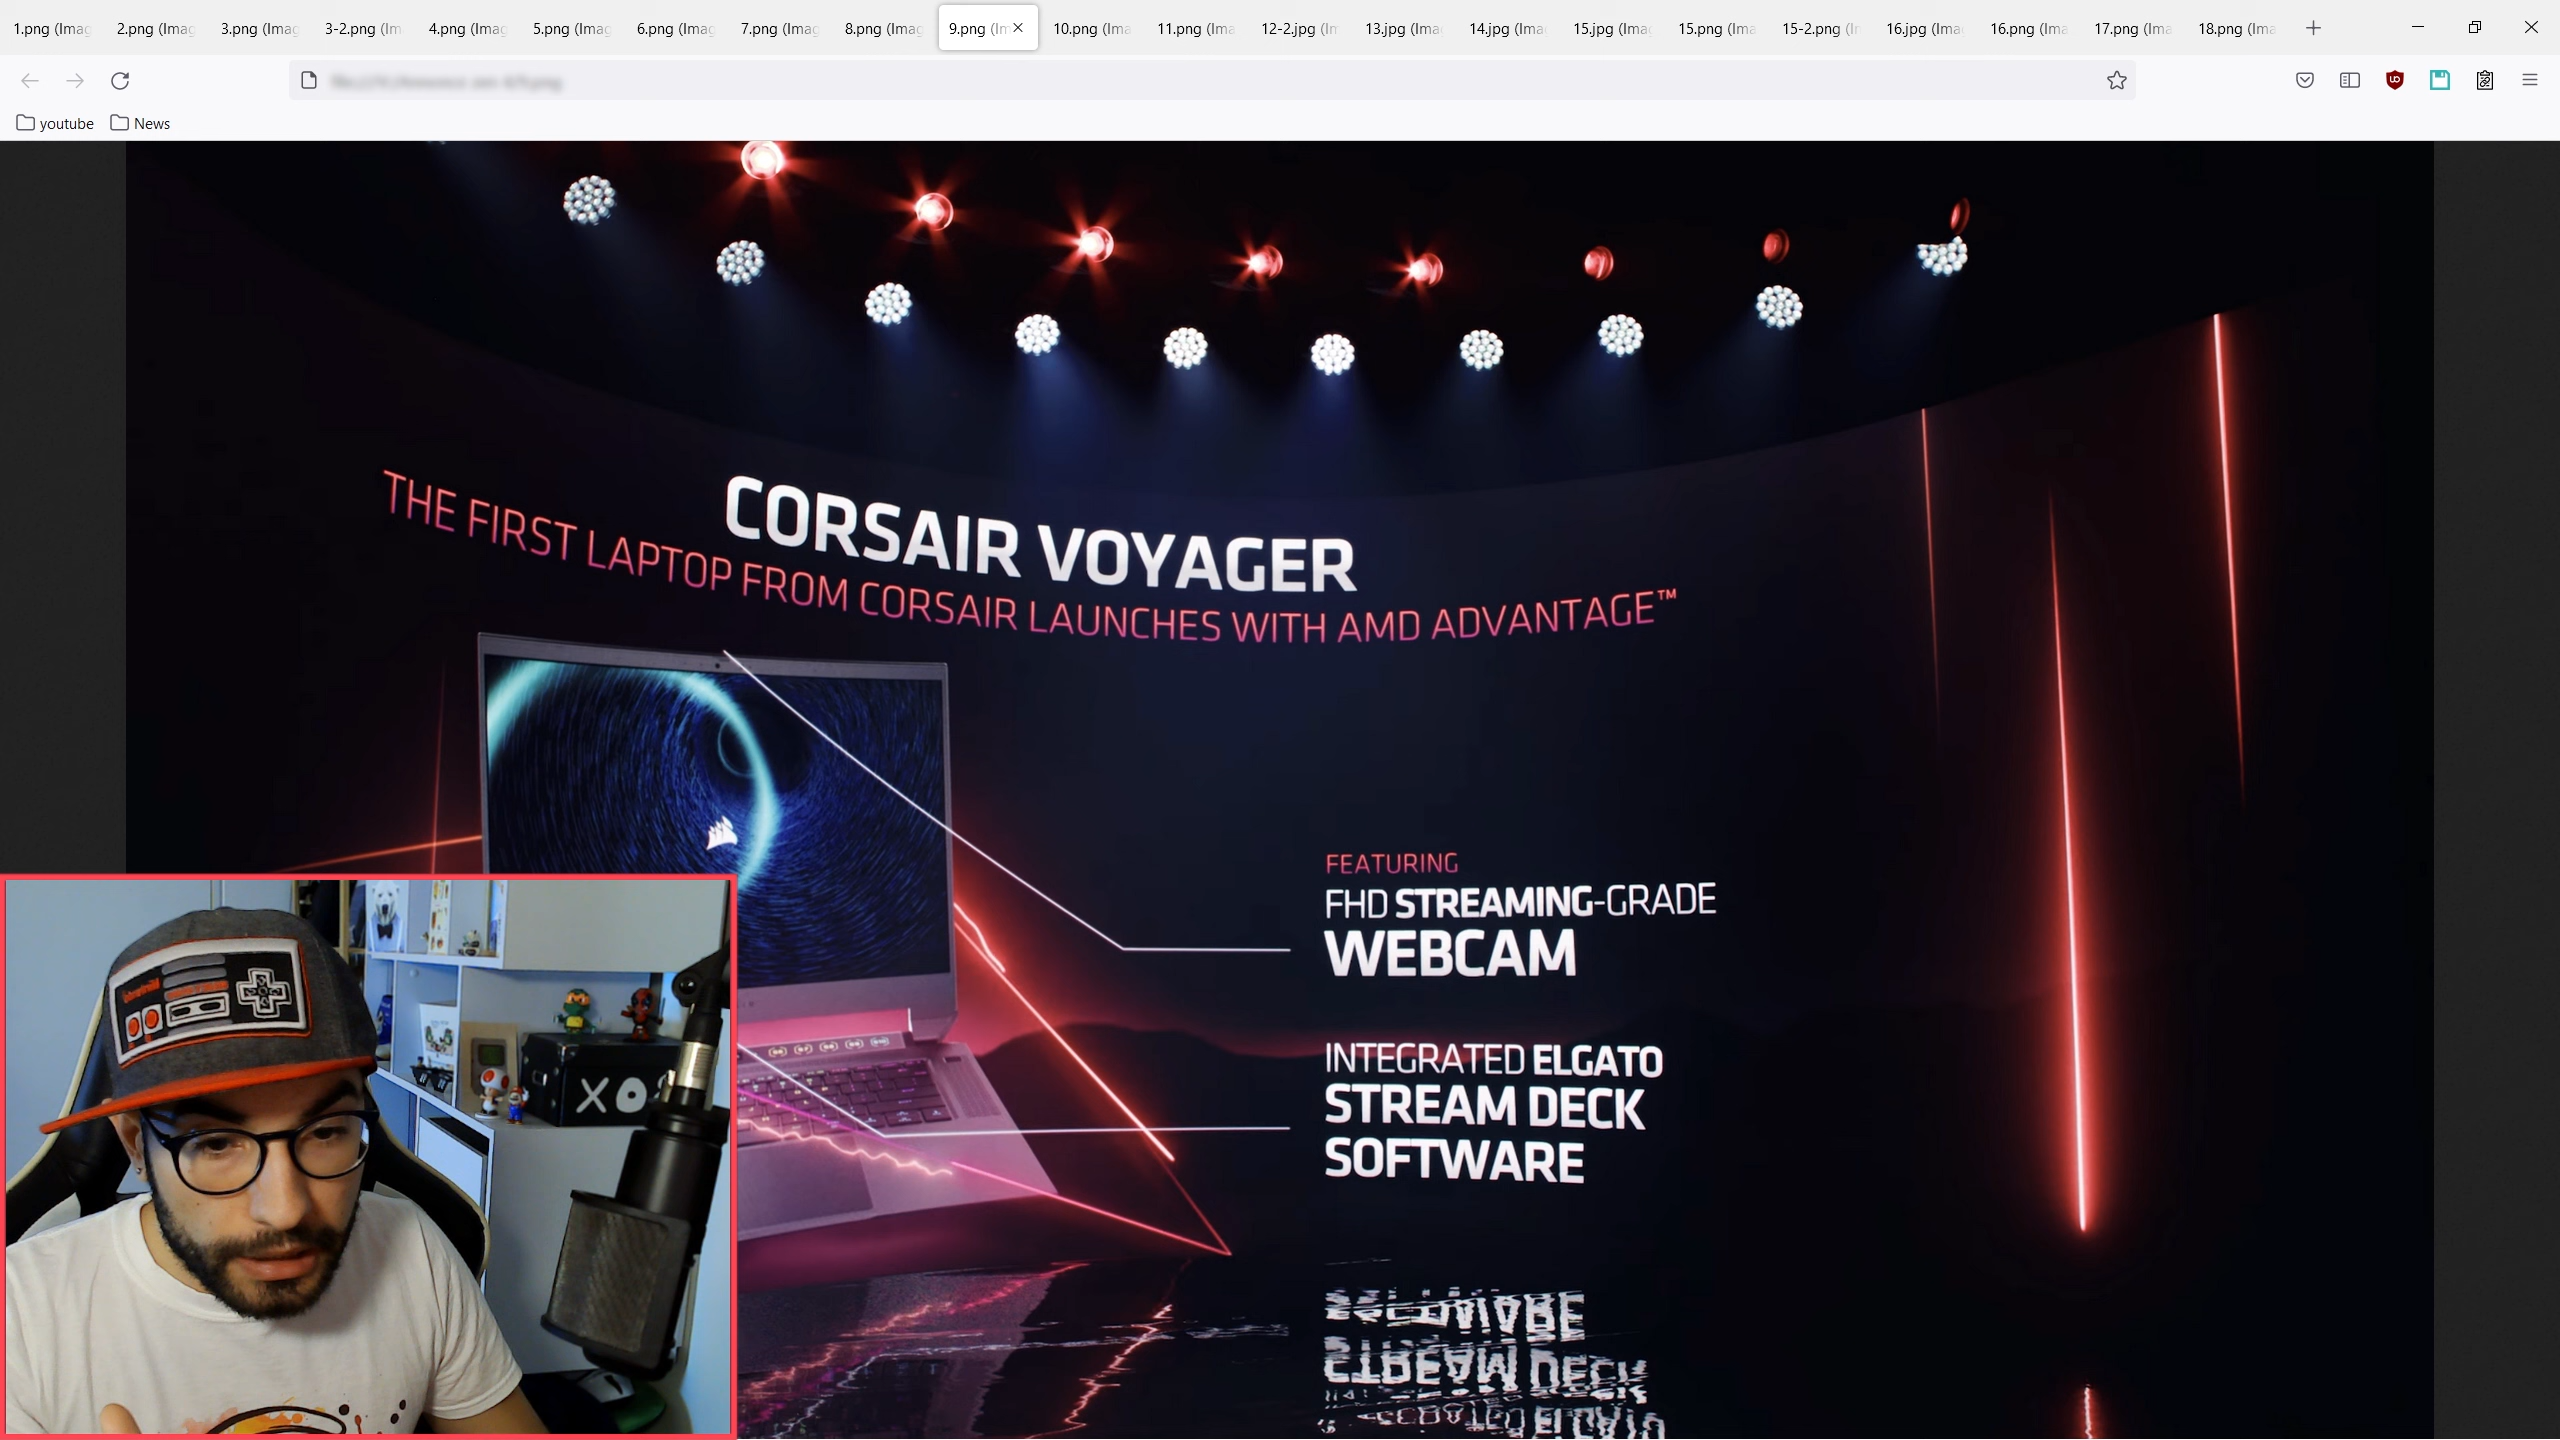 1.png (Imag
2.png (Imag
3.png (Imag
3-2.png (Im
4.png (Imag
5.png (Imag
6.png (Imag
7.png (Imag
8.png (Imag
9.png (Im
10.png (Ima
11.png (Ima
12-2.jpg (Im
13.jpg (Ima
14.jpg (Ima
15.jpg (Ima
15.png (Ima
15-2.png (I
16.jpg (Ima
16.png (Ima
17.png (Ima
18.png (Ima
youtube
News
CORSAIR VOYAGER
THE FIRST LAPTOP FROM CORSAIR LAUNCHES WITH AMD ADVANTAGE™
FEATURING
FHD STREAMING-GRADE
WEBCAM
INTEGRATED ELGATO
STREAM DECK
SOFTWARE